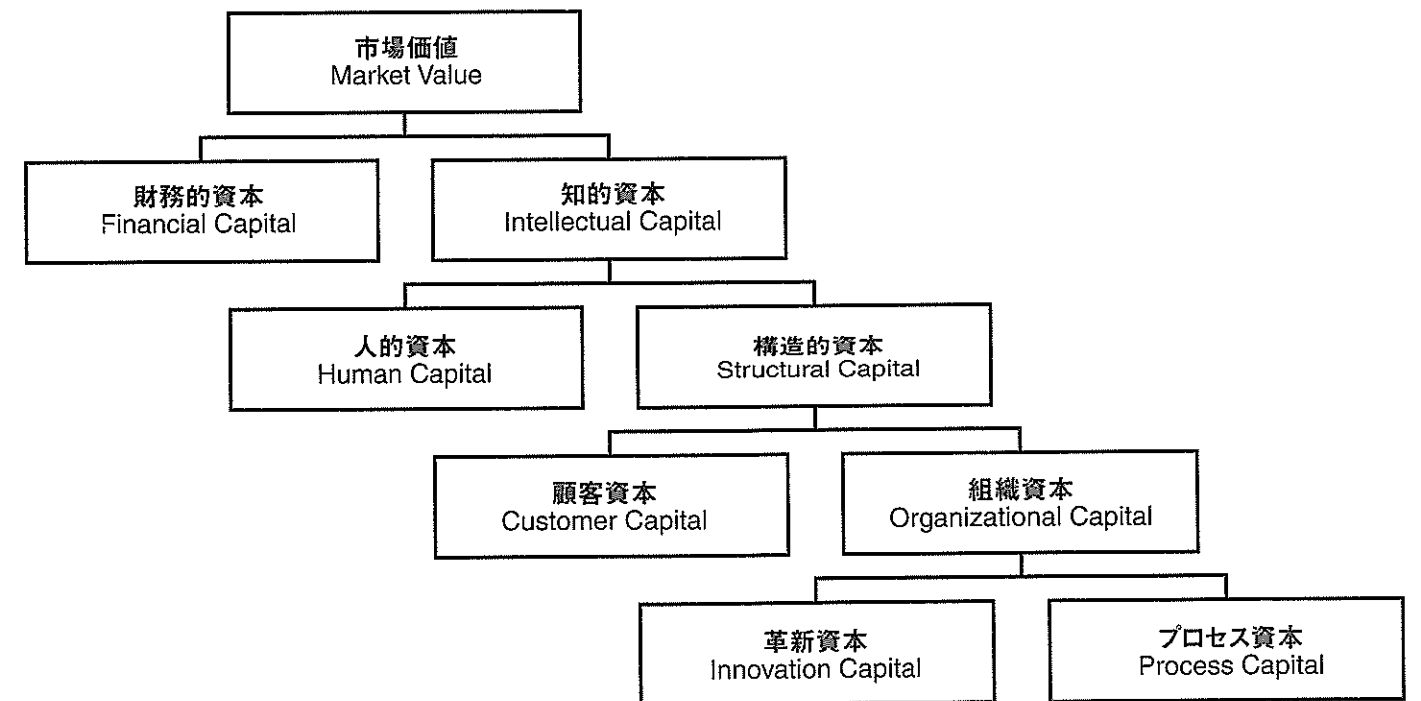 市場価値
Market Value
財務的資本
Financial Capital
知的資本
Intellectual Capital
人的資本
Human Capital
構造的資本
Structural Capital
顧客資本
Customer Capital
組織資本
Organizational Capital
革新資本
Innovation Capital
プロセス資本
Process Capital